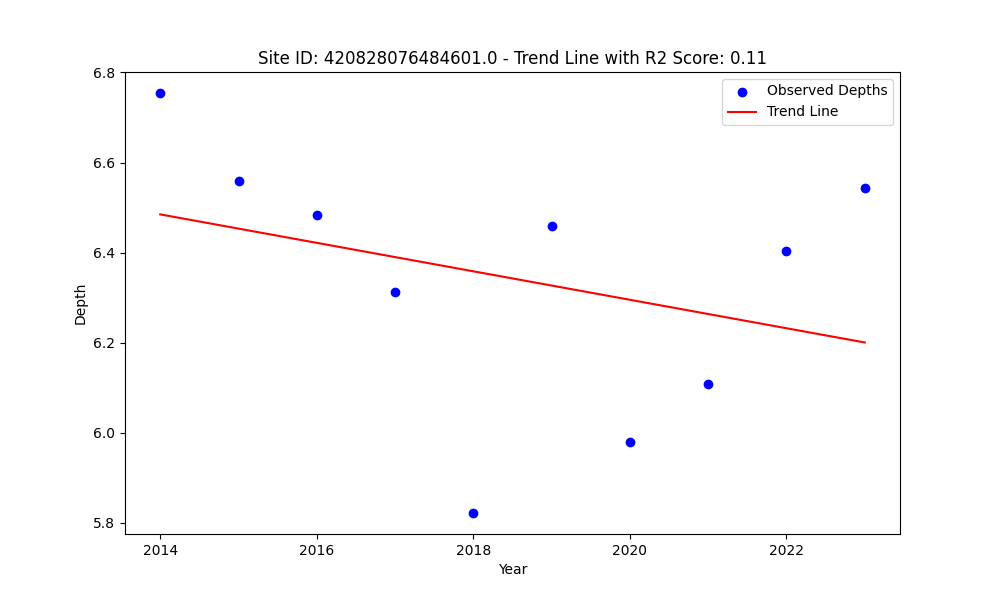 Site ID: 420828076484601.0 - Trend Line with R2 Score: 0.11
Observed Depths
Trend Line
6.8
6.6
6.4
6.2
6.0
5.8
Depth
2014
2016
2018
2020
2022
Year